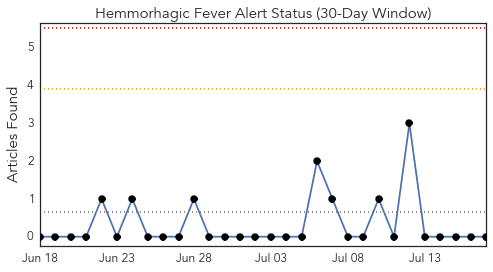 Hemmorhagic Fever Alert Status (30-Day Window)
Articles Found
5
4
3
2
1
0
Jun 18 Jun 23 Jun 28 Jul 03 Jul 08 Jul 13